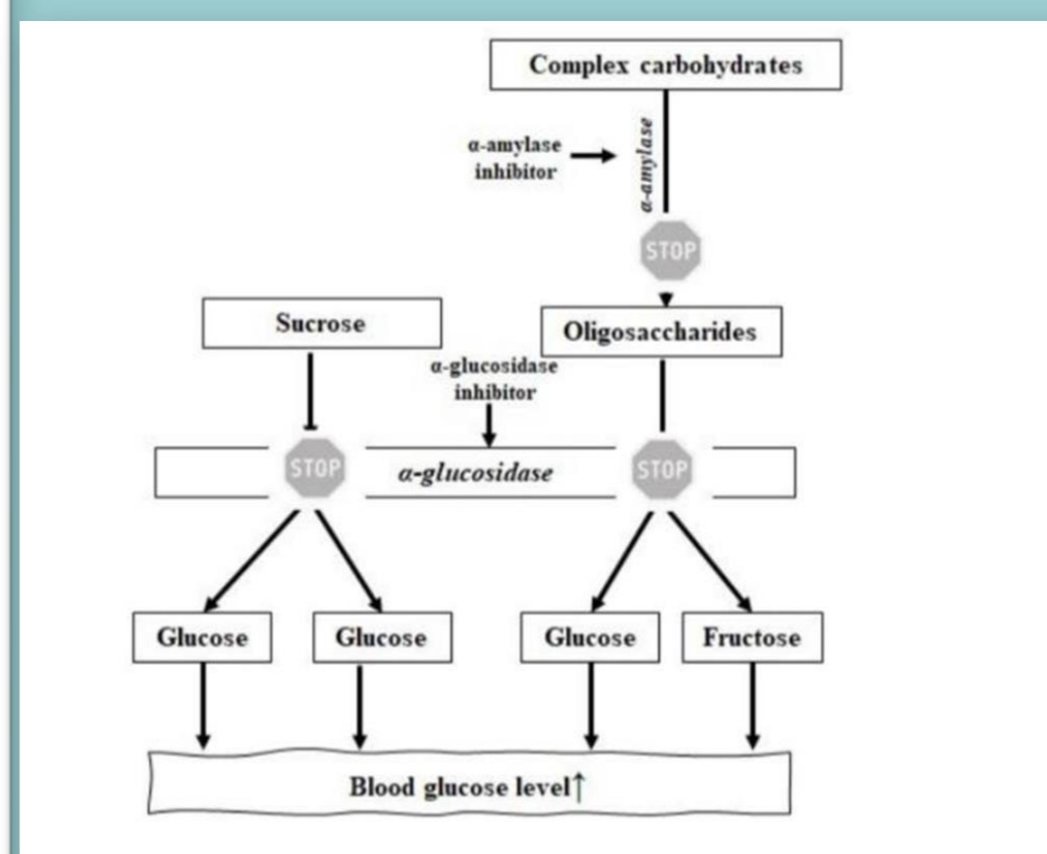 Complex carbohydrates
α-amylase
inhibitor
α-amylase
STOP
Sucrose
Oligosaccharides
α-glucosidase
inhibitor
STOP
α-glucosidase
STOP
Glucose
Glucose
Glucose
Fructose
Blood glucose level↑